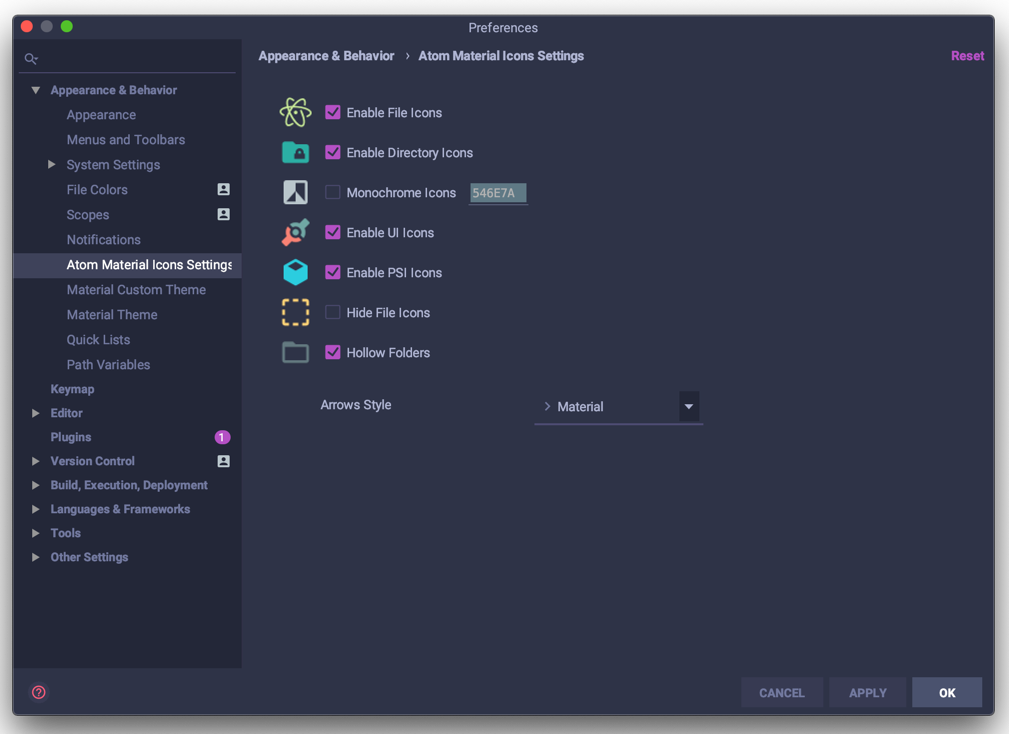 Preferences
Appearance & Behavior › Atom Material Icons Settings
Reset
Appearance & Behavior
Appearance
Menus and Toolbars
System Settings
File Colors
Scopes
Notifications
Atom Material Icons Settings
Material Custom Theme
Material Theme
Quick Lists
Path Variables
Keymap
Editor
Plugins 1
Version Control
Build, Execution, Deployment
Languages & Frameworks
Tools
Other Settings
Enable File Icons
Enable Directory Icons
Monochrome Icons 546E7A
Enable UI Icons
Enable PSI Icons
Hide File Icons
Hollow Folders
Arrows Style Material
?
CANCEL APPLY OK